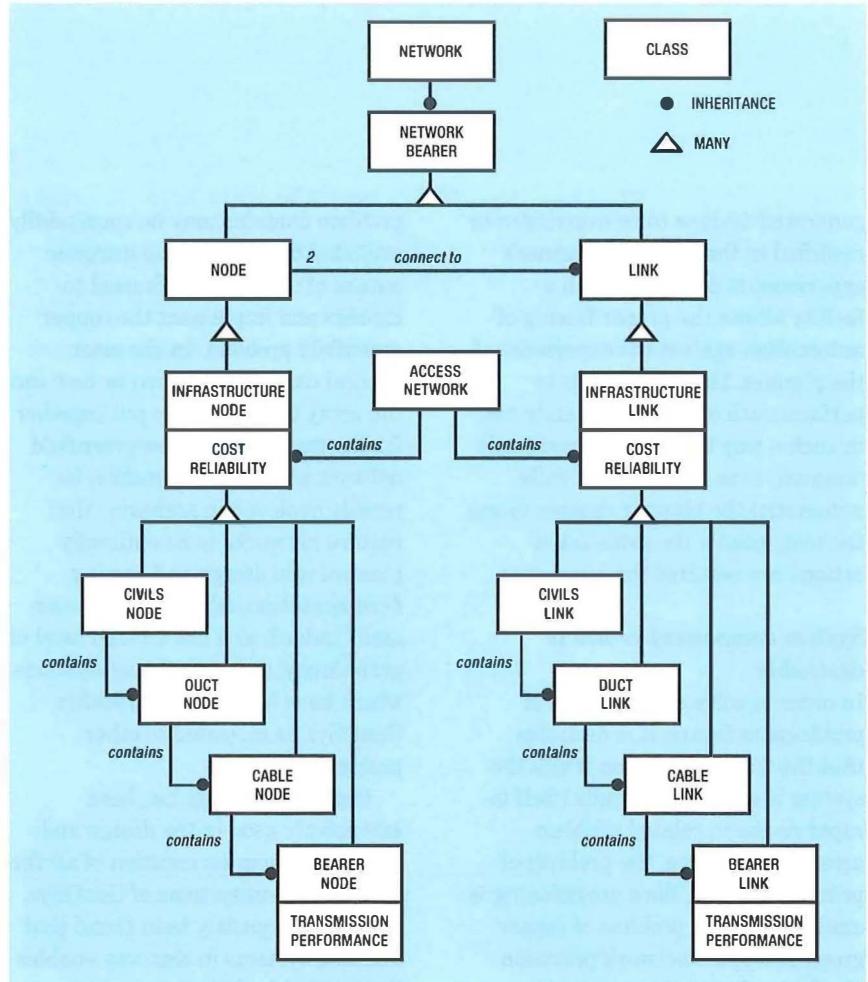 NETWORK
CLASS
INHERITANCE
NETWORK
BEARER
MANY
NODE
2
connect to
LINK
INFRASTRUCTURE
NODE
COST
RELIABILITY
ACCESS
NETWORK
INFRASTRUCTURE
LINK
COST
RELIABILITY
contains
contains
CIVILS
NODE
CIVILS
LINK
contains
contains
OUCT
NODE
DUCT
LINK
contains
contains
CABLE
NODE
CABLE
LINK
contains
contains
BEARER
NODE
BEARER
LINK
TRANSMISSION
PERFORMANCE
TRANSMISSION
PERFORMANCE